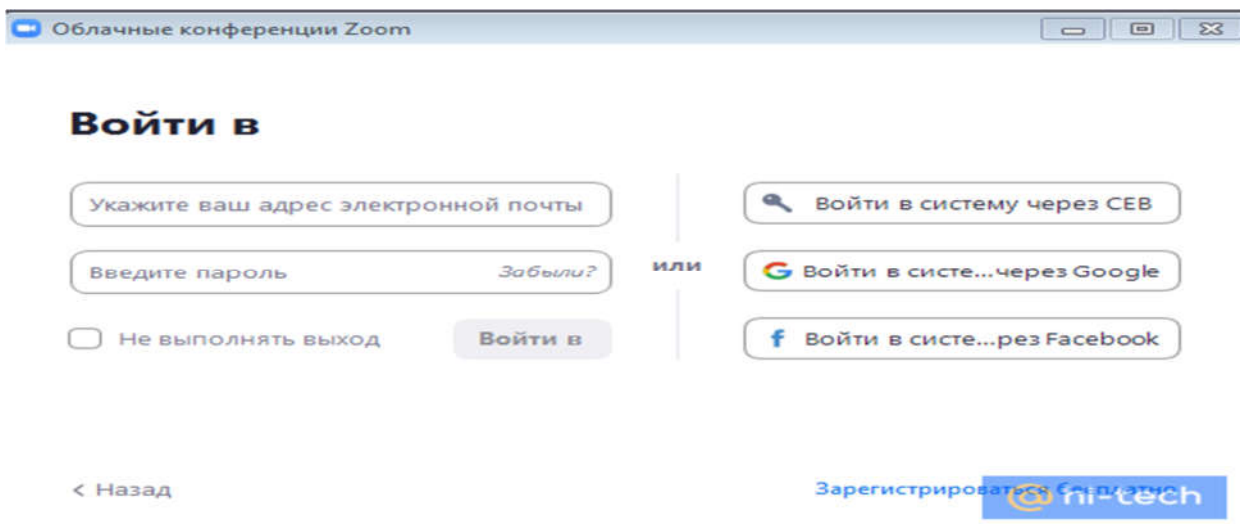 Облачные конференции Zoom
Войти в
Укажите ваш адрес электронной почты
Введите пароль
Забыли?
Не выполнять выход
Войти в
или
Войти в систему через СЕВ
Войти в систе...через Google
Войти в систе...рез Facebook
< Назад
Зарегистрироваться бесплатно
@ hi-tech